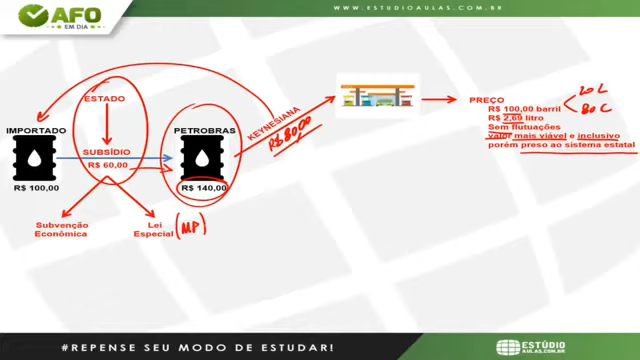 WWW.ESTUDIOAULAS.COM.BR
AFO
EM DIA
ESTADO
SUBSÍDIO
R$ 60,00
IMPORTADO
R$ 100,00
PETROBRAS
R$ 140,00
KEYNESIANA
R$ 80,00
Subvenção
Econômica
Lei
Especial (MP)
PREÇO
R$ 100,00 barril
R$ 2,69 litro
Sem flutuações
valor mais viável e inclusivo
porém preso ao sistema estatal
20 L
80 C
#REPENSE SEU MODO DE ESTUDAR!
ESTÚDIO
AULAS.COM.BR